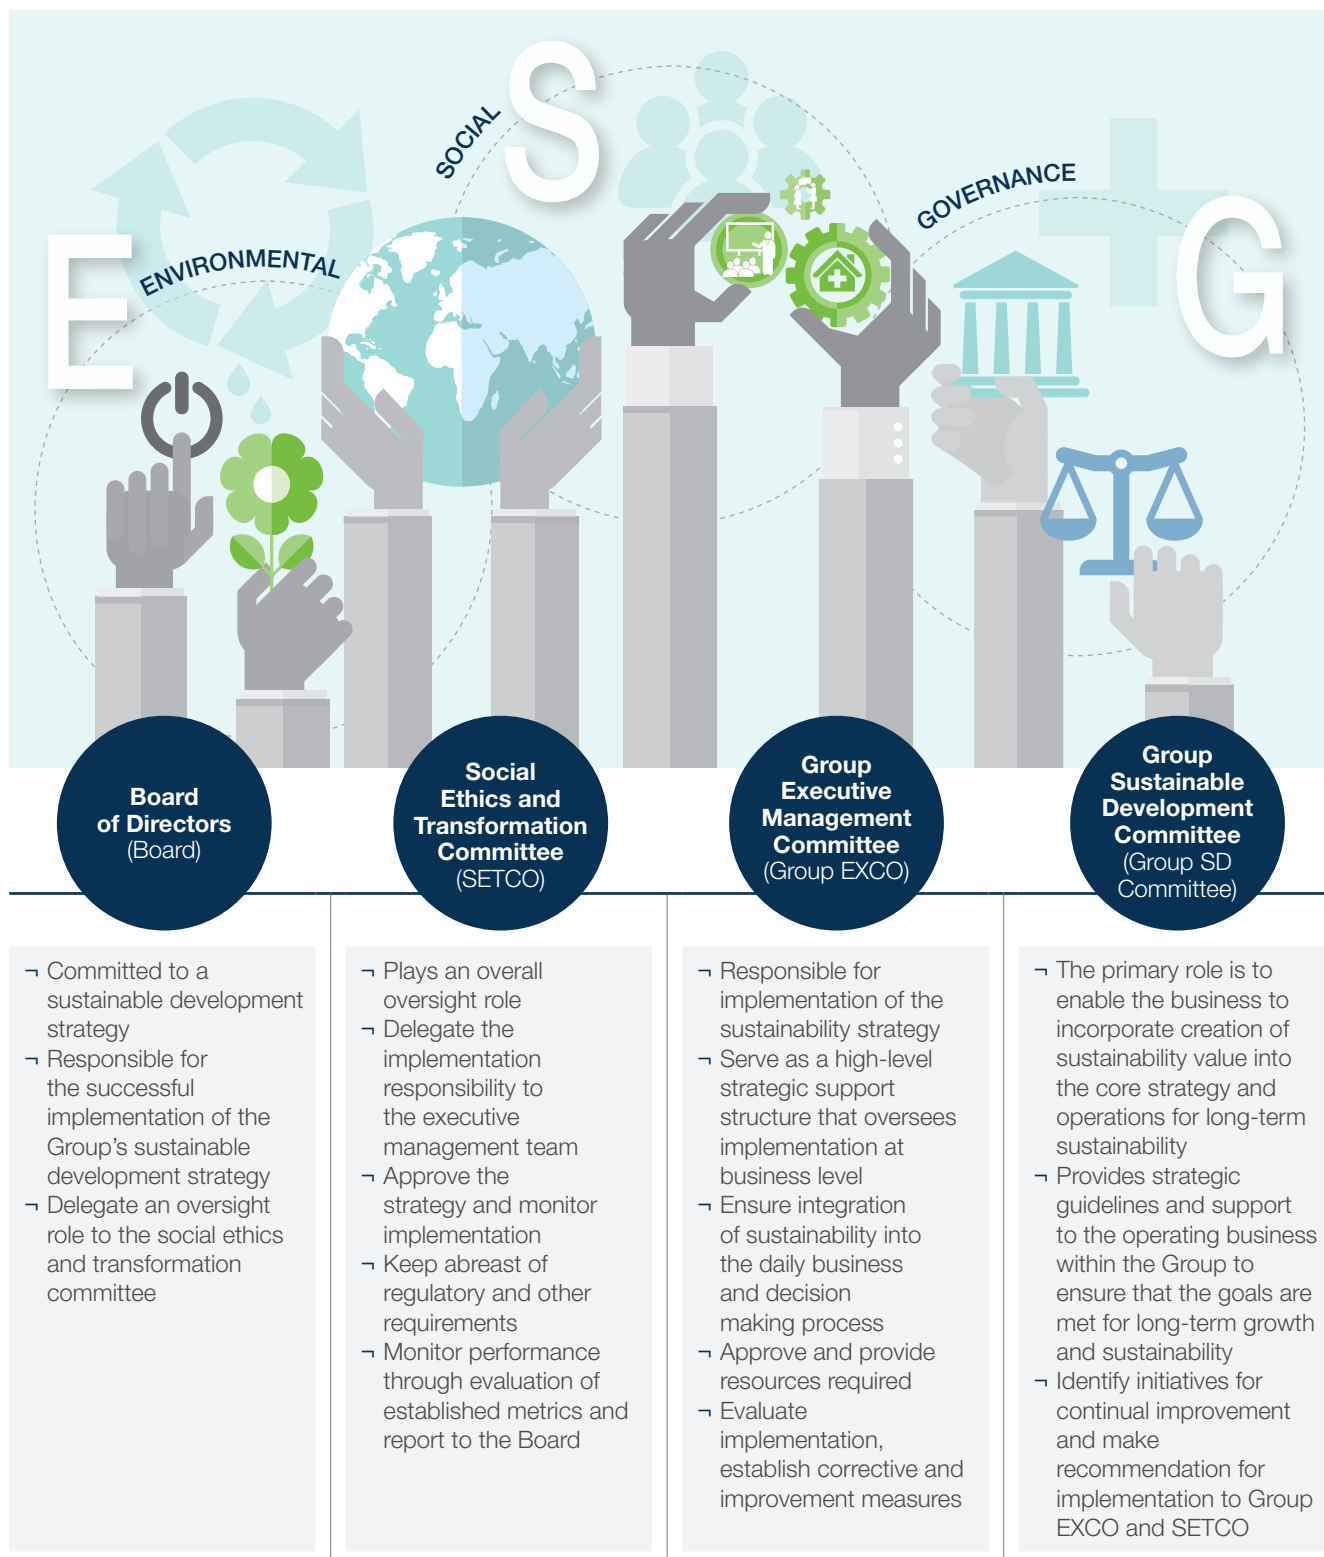 E
ENVIRONMENTAL
SOCIAL
S
GOVERNANCE
G
Board
of Directors
(Board)
¬ Committed to a
sustainable development
strategy
¬ Responsible for
the successful
implementation of the
Group’s sustainable
development strategy
¬ Delegate an oversight
role to the social ethics
and transformation
committee
Social
Ethics and
Transformation
Committee
(SETCO)
¬ Plays an overall
oversight role
¬ Delegate the
implementation
responsibility to
the executive
management team
¬ Approve the
strategy and monitor
implementation
¬ Keep abreast of
regulatory and other
requirements
¬ Monitor performance
through evaluation of
established metrics and
report to the Board
Group
Executive
Management
Committee
(Group EXCO)
¬ Responsible for
implementation of the
sustainability strategy
¬ Serve as a high-level
strategic support
structure that oversees
implementation at
business level
¬ Ensure integration
of sustainability into
the daily business
and decision
making process
¬ Approve and provide
resources required
¬ Evaluate
implementation,
establish corrective and
improvement measures
Group
Sustainable
Development
Committee
(Group SD
Committee)
¬ The primary role is to
enable the business to
incorporate creation of
sustainability value into
the core strategy and
operations for long-term
sustainability
¬ Provides strategic
guidelines and support
to the operating business
within the Group to
ensure that the goals are
met for long-term growth
and sustainability
¬ Identify initiatives for
continual improvement
and make
recommendation for
implementation to Group
EXCO and SETCO